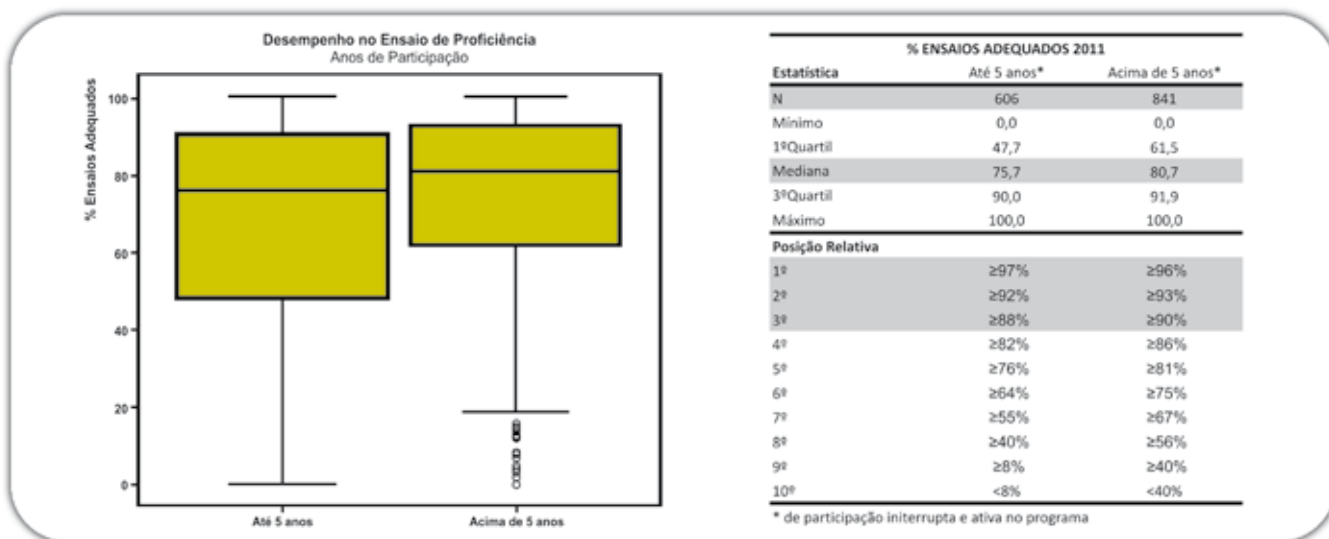 Desempenho no Ensaio de Proficiência
Anos de Participação
% Ensaios Adequados
100
80
60
40
20
0
Até 5 anos
Acima de 5 anos
% ENSAIOS ADEQUADOS 2011
Estatística Até 5 anos* Acima de 5 anos*
N 606 841
Mínimo 0,0 0,0
1ºQuartil 47,7 61,5
Mediana 75,7 80,7
3ºQuartil 90,0 91,9
Máximo 100,0 100,0
Posição Relativa
1º ≥97% ≥96%
2º ≥92% ≥93%
3º ≥88% ≥90%
4º ≥82% ≥86%
5º ≥76% ≥81%
6º ≥64% ≥75%
7º ≥55% ≥67%
8º ≥40% ≥56%
9º ≥8% ≥40%
10º <8% <40%
* de participação initerrupta e ativa no programa